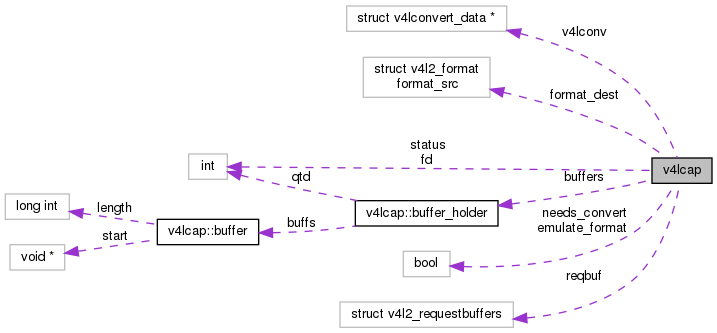 struct v4lconvert_data *
v4lconv
struct v4l2_format
format_src
format_dest
status
fd
int
v4lcap
qtd
buffers
long int
length
v4lcap::buffer_holder
needs_convert
emulate_format
v4lcap::buffer
buffs
start
void *
bool
reqbuf
struct v4l2_requestbuffers